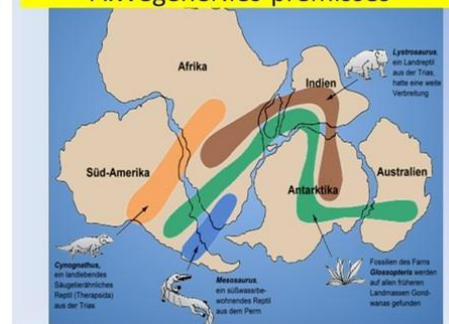 Afrika
Lystrosaurus,
ein Landreptil
aus der Trias,
hatte eine weite
Verbreitung
Indien
Süd-Amerika
Antarktika
Australien
Cynognathus,
ein landlebendes
Säugetierähnliches
Reptil (Therapsida)
aus der Trias
Mesosaurus,
ein süßwasserbe-
wohnendes Reptil
aus dem Perm
Fossilien des Farns
Glossopteris werden
auf allen früheren
Landmassen Gond-
wanas gefunden